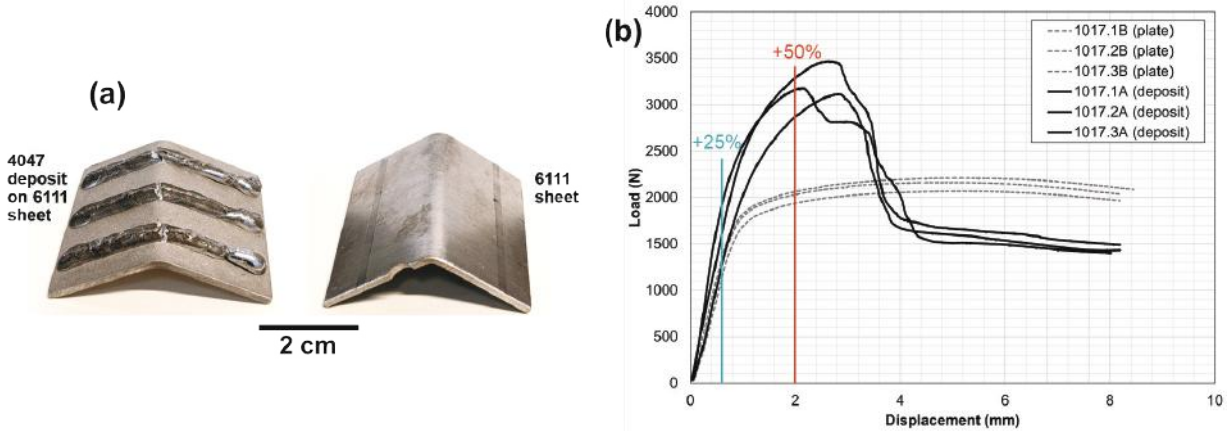 (a)
4047
deposit
on 6111
sheet
6111
sheet
2 cm
(b)
4000
3500
3000
2500
2000
1500
1000
500
0
Load (N)
+25%
+50%
1017.1B (plate)
1017.2B (plate)
1017.3B (plate)
1017.1A (deposit)
1017.2A (deposit)
1017.3A (deposit)
0
2
4
6
8
10
Displacement (mm)